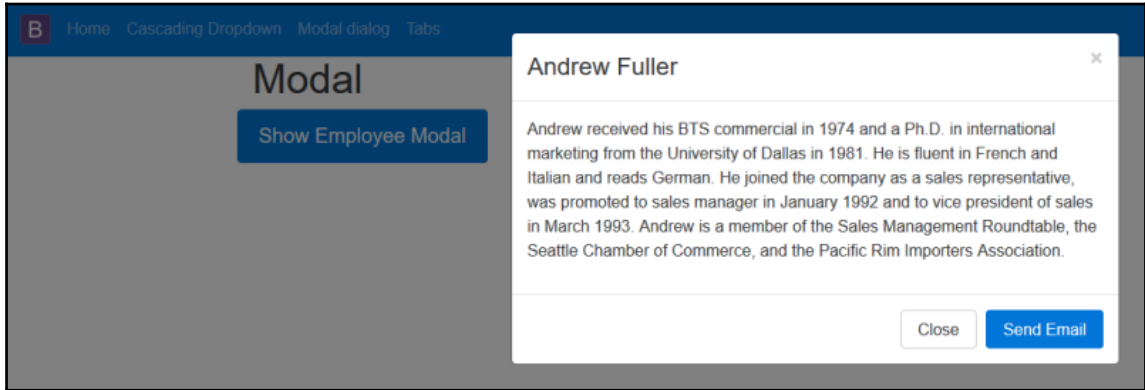 B Home Cascading Dropdown Modal dialog Tabs
Modal
Show Employee Modal
Andrew Fuller ×
Andrew received his BTS commercial in 1974 and a Ph.D. in international
marketing from the University of Dallas in 1981. He is fluent in French and
Italian and reads German. He joined the company as a sales representative,
was promoted to sales manager in January 1992 and to vice president of sales
in March 1993. Andrew is a member of the Sales Management Roundtable, the
Seattle Chamber of Commerce, and the Pacific Rim Importers Association.
Close Send Email